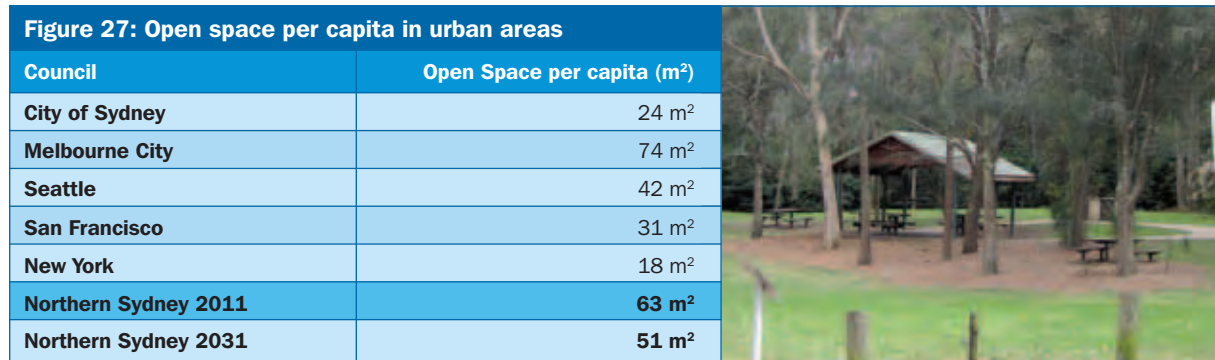 Figure 27: Open space per capita in urban areas
Council Open Space per capita (m²)
City of Sydney 24 m²
Melbourne City 74 m²
Seattle 42 m²
San Francisco 31 m²
New York 18 m²
Northern Sydney 2011 63 m²
Northern Sydney 2031 51 m²